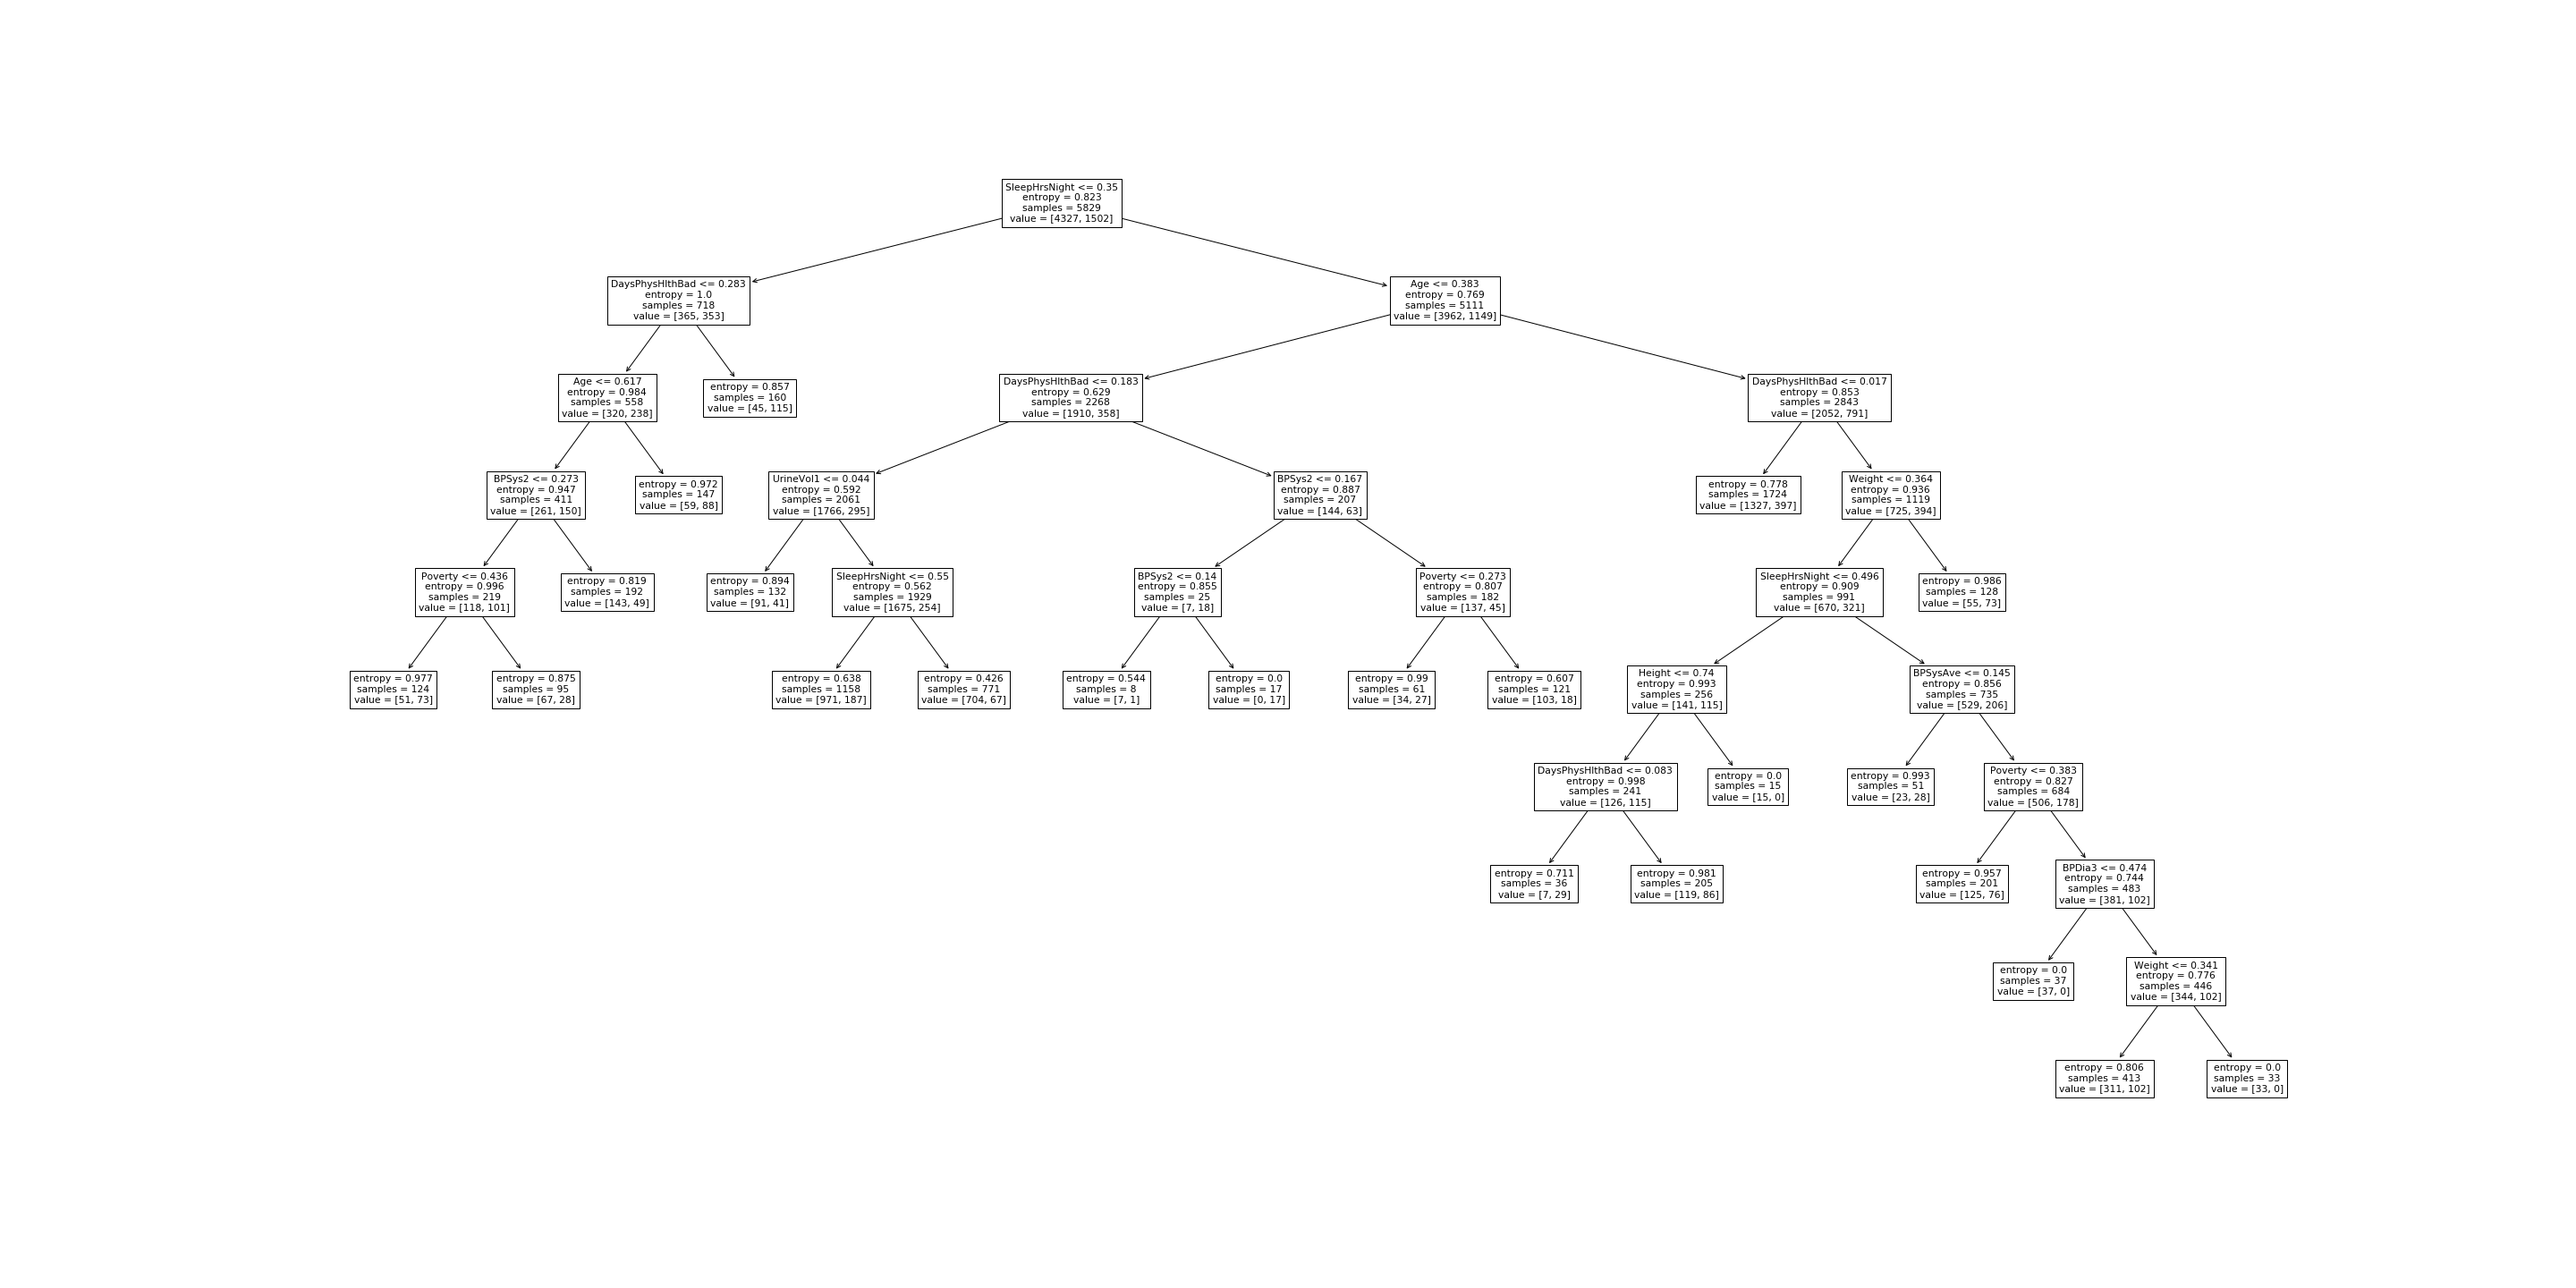 SleepHrsNight <= 0.35
entropy = 0.823
samples = 5829
value = [4327, 1502]
DaysPhysHlthBad <= 0.283
entropy = 1.0
samples = 718
value = [365, 353]
Age <= 0.383
entropy = 0.769
samples = 5111
value = [3962, 1149]
Age <= 0.617
entropy = 0.984
samples = 558
value = [320, 238]
entropy = 0.857
samples = 160
value = [45, 115]
DaysPhysHlthBad <= 0.183
entropy = 0.629
samples = 2268
value = [1910, 358]
DaysPhysHlthBad <= 0.017
entropy = 0.853
samples = 2843
value = [2052, 791]
BPSys2 <= 0.273
entropy = 0.947
samples = 411
value = [261, 150]
entropy = 0.972
samples = 147
value = [59, 88]
UrineVol1 <= 0.044
entropy = 0.592
samples = 2061
value = [1766, 295]
BPSys2 <= 0.167
entropy = 0.887
samples = 207
value = [144, 63]
entropy = 0.778
samples = 1724
value = [1327, 397]
Weight <= 0.364
entropy = 0.936
samples = 1119
value = [725, 394]
Poverty <= 0.436
entropy = 0.996
samples = 219
value = [118, 101]
entropy = 0.819
samples = 192
value = [143, 49]
entropy = 0.894
samples = 132
value = [91, 41]
SleepHrsNight <= 0.55
entropy = 0.562
samples = 1929
value = [1675, 254]
BPSys2 <= 0.14
entropy = 0.855
samples = 25
value = [7, 18]
Poverty <= 0.273
entropy = 0.807
samples = 182
value = [137, 45]
SleepHrsNight <= 0.496
entropy = 0.909
samples = 991
value = [670, 321]
entropy = 0.986
samples = 128
value = [55, 73]
entropy = 0.977
samples = 124
value = [51, 73]
entropy = 0.875
samples = 95
value = [67, 28]
entropy = 0.638
samples = 1158
value = [971, 187]
entropy = 0.426
samples = 771
value = [704, 67]
entropy = 0.544
samples = 8
value = [7, 1]
entropy = 0.0
samples = 17
value = [0, 17]
entropy = 0.99
samples = 61
value = [34, 27]
entropy = 0.607
samples = 121
value = [103, 18]
Height <= 0.74
entropy = 0.993
samples = 256
value = [141, 115]
BPSysAve <= 0.145
entropy = 0.856
samples = 735
value = [529, 206]
DaysPhysHlthBad <= 0.083
entropy = 0.998
samples = 241
value = [126, 115]
entropy = 0.0
samples = 15
value = [15, 0]
entropy = 0.993
samples = 51
value = [23, 28]
Poverty <= 0.383
entropy = 0.827
samples = 684
value = [506, 178]
entropy = 0.711
samples = 36
value = [7, 29]
entropy = 0.981
samples = 205
value = [119, 86]
entropy = 0.957
samples = 201
value = [125, 76]
BPDia3 <= 0.474
entropy = 0.744
samples = 483
value = [381, 102]
entropy = 0.0
samples = 37
value = [37, 0]
Weight <= 0.341
entropy = 0.776
samples = 446
value = [344, 102]
entropy = 0.806
samples = 413
value = [311, 102]
entropy = 0.0
samples = 33
value = [33, 0]